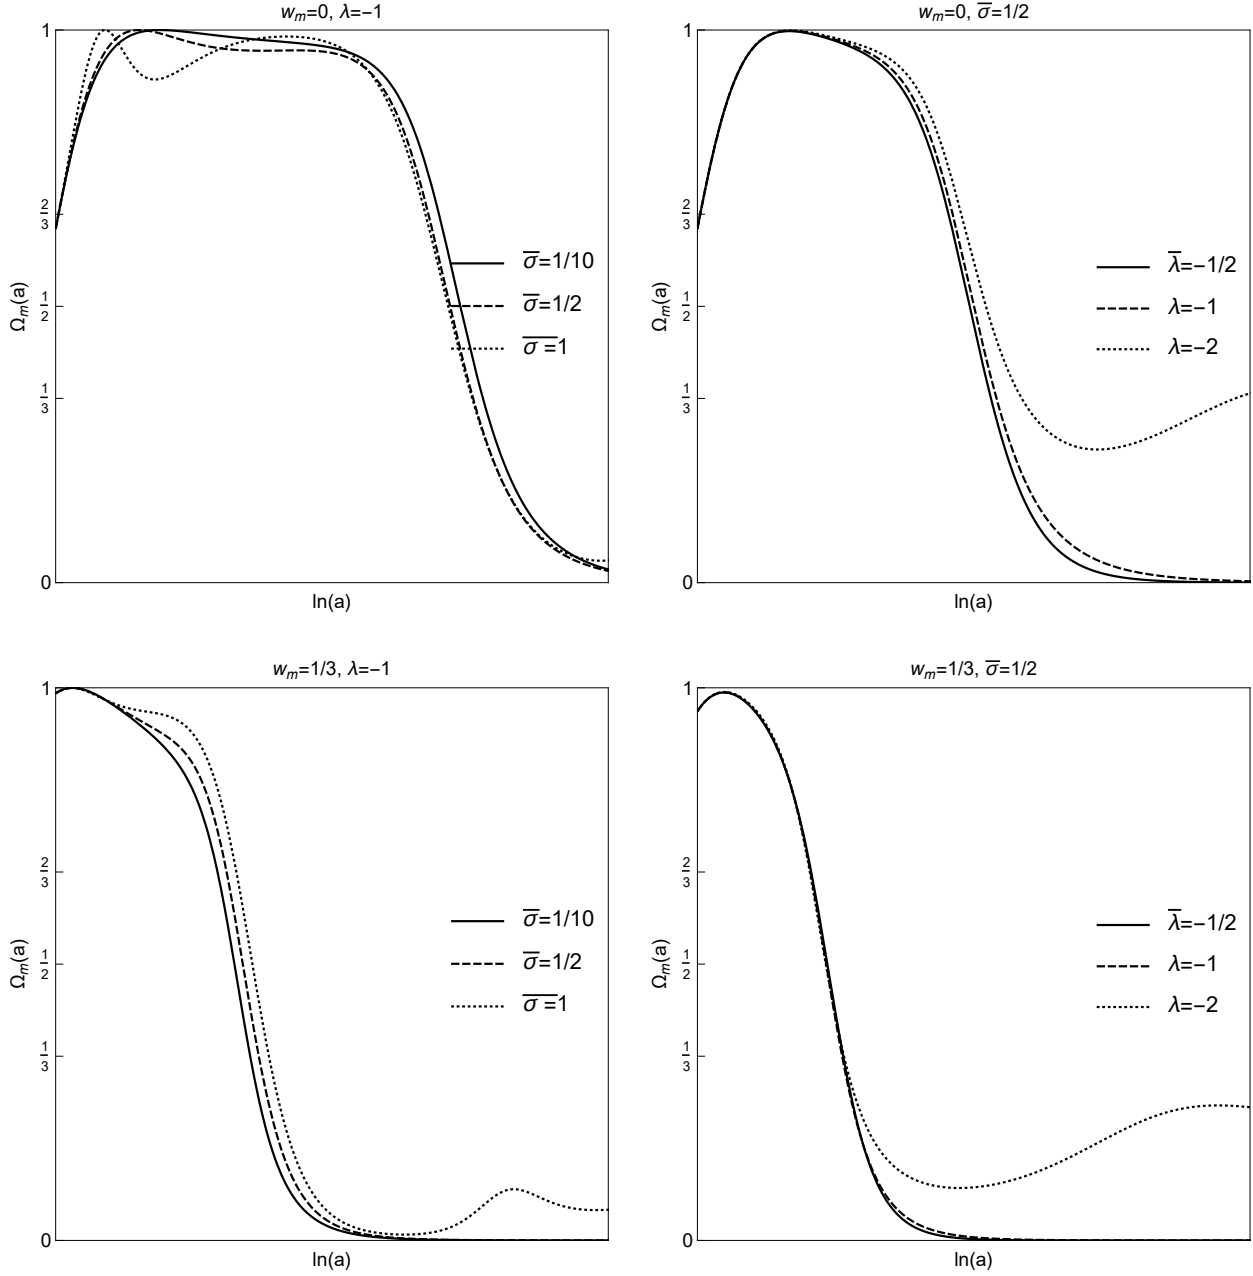 w_m=0, λ=−1
1
2/3
1/2
1/3
0
Ω_m(a)
ln(a)
σ̅=1/10
σ̅=1/2
σ̅=1
w_m=0, σ̅=1/2
1
2/3
1/2
1/3
0
Ω_m(a)
ln(a)
λ̅=−1/2
λ=−1
λ=−2
w_m=1/3, λ=−1
1
2/3
1/2
1/3
0
Ω_m(a)
ln(a)
σ̅=1/10
σ̅=1/2
σ̅=1
w_m=1/3, σ̅=1/2
1
2/3
1/2
1/3
0
Ω_m(a)
ln(a)
λ̅=−1/2
λ=−1
λ=−2